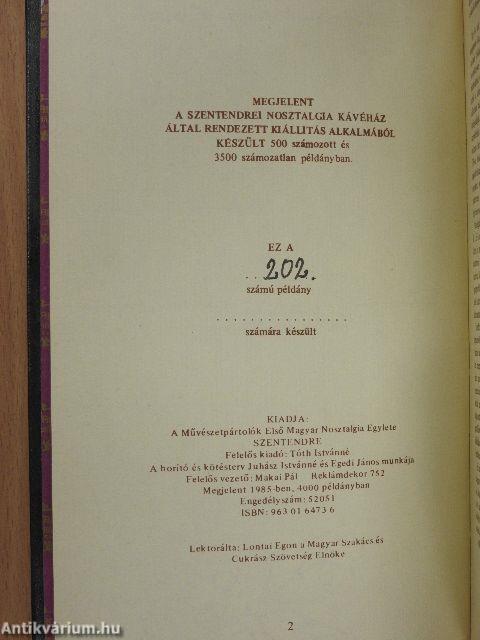 MEGJELENT
A SZENTENDREI NOSZTALGIA KÁVÉHÁZ
ÁLTAL RENDEZETT KIÁLLITÁS ALKALMÁBÓL
KÉSZÜLT 500 számozott és
3500 számozatlan példányban.
EZ A
. . 202.
számú példány
. . . . . . . . . . . . . . . .
számára készült
KIADJA:
A Művészetpártolók Első Magyar Nosztalgia Egylete
SZENTENDRE
Felelős kiadó: Tóth Istvánné
A borító és kötésterv Juhász Istvánné és Egedi János munkája
Felelős vezető: Makai Pál Reklámdekor 752
Megjelent 1985-ben, 4000 példányban
Engedélyszám: 52051
ISBN: 963 01 6473 6
Lektorálta: Lontai Egon a Magyar Szakács és
Cukrász Szövetség Elnöke
2
Antikvárium.hu